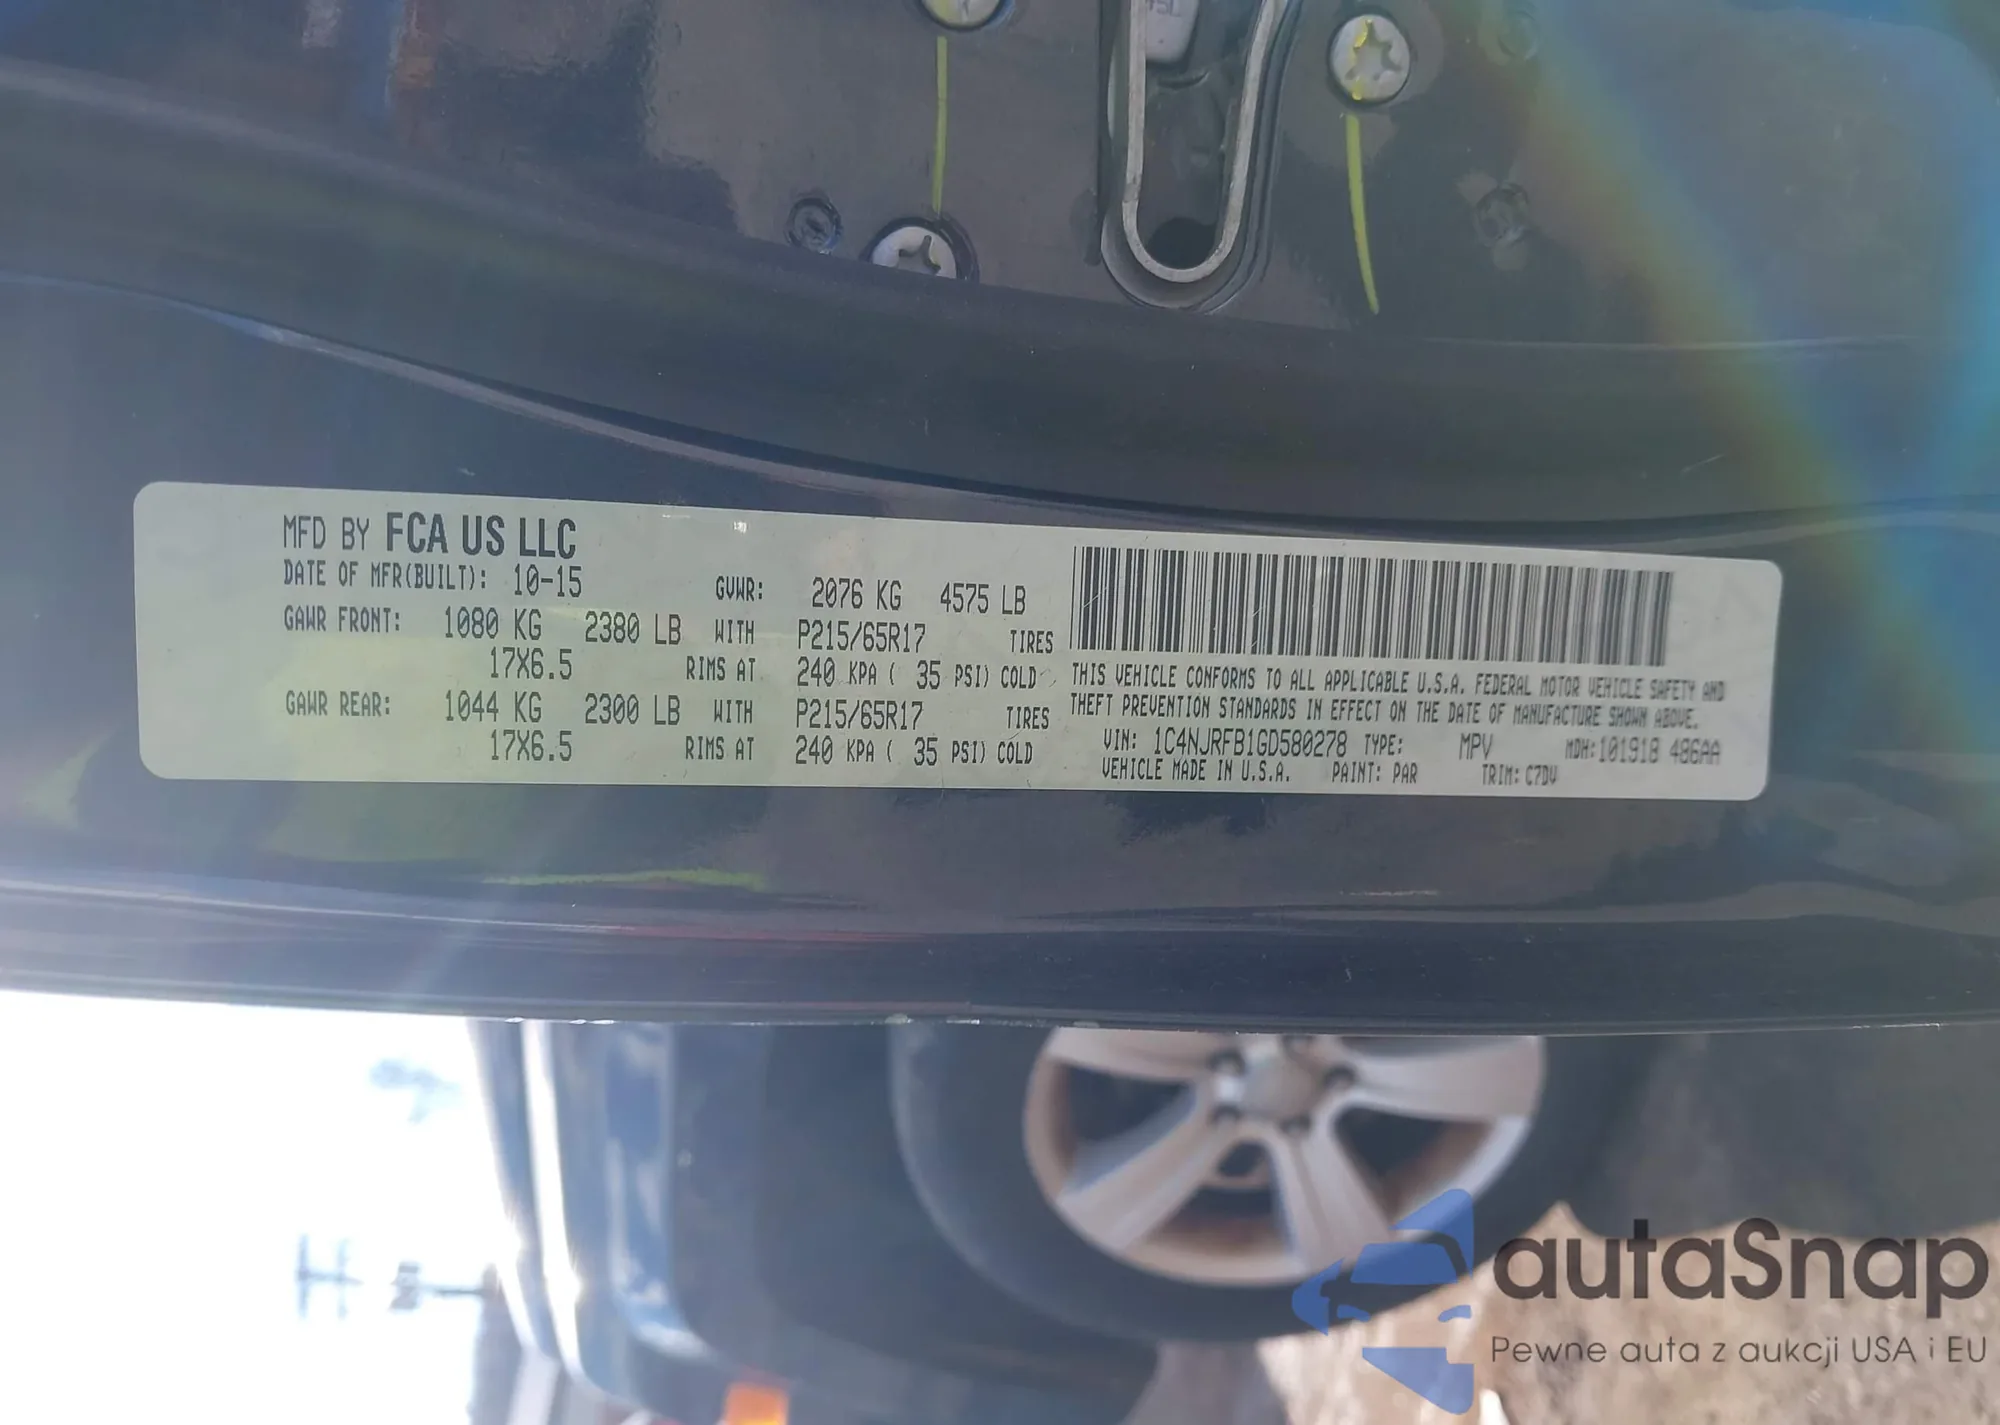 MFD BY FCA US LLC
DATE OF MFR(BUILT): 10-15 GVWR: 2076 KG 4575 LB
GAWR FRONT: 1080 KG 2380 LB WITH P215/65R17 TIRES
17X6.5 RIMS AT 240 KPA ( 35 PSI) COLD
GAWR REAR: 1044 KG 2300 LB WITH P215/65R17 TIRES
17X6.5 RIMS AT 240 KPA ( 35 PSI) COLD
THIS VEHICLE CONFORMS TO ALL APPLICABLE U.S.A. FEDERAL MOTOR VEHICLE SAFETY AND
THEFT PREVENTION STANDARDS IN EFFECT ON THE DATE OF MANUFACTURE SHOWN ABOVE.
VIN: 1C4NJRFB1GD580278 TYPE: MPV MDH:101918 486AA
VEHICLE MADE IN U.S.A. PAINT: PAR TRIM: C7DV
autaSnap
Pewne auta z aukcji USA i EU